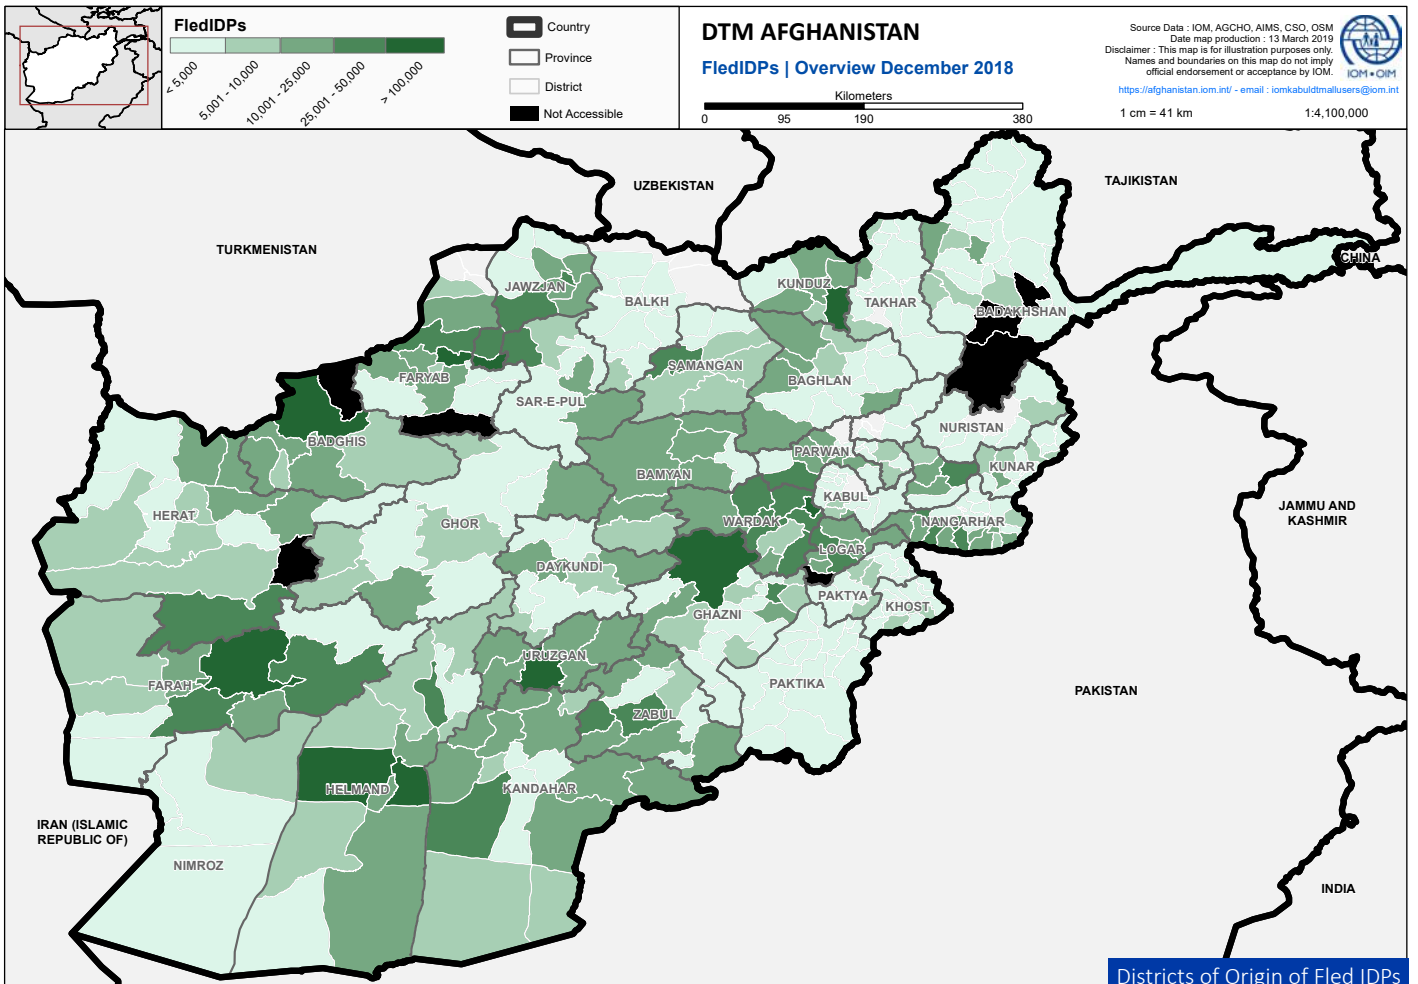 FledIDPs
< 5,000
5,001 - 10,000
10,001 - 25,000
25,001 - 50,000
> 100,000
Country
Province
District
Not Accessible
DTM AFGHANISTAN
FledIDPs | Overview December 2018
Kilometers
0 95 190 380
Source Data : IOM, AGCHO, AIMS, CSO, OSM
Date map production : 13 March 2019
Disclaimer : This map is for illustration purposes only.
Names and boundaries on this map do not imply
official endorsement or acceptance by IOM.
https://afghanistan.iom.int/ - email : iomkabuldtmallusers@iom.int
1 cm = 41 km 1:4,100,000
IOM • OIM
UZBEKISTAN
TAJIKISTAN
TURKMENISTAN
CHINA
JAWZJAN
BALKH
KUNDUZ
TAKHAR
BADAKHSHAN
FARYAB
SAMANGAN
BAGHLAN
SAR-E-PUL
NURISTAN
BADGHIS
PARWAN
KUNAR
BAMYAN
KABUL
HERAT
GHOR
WARDAK
NANGARHAR
LOGAR
JAMMU AND
KASHMIR
DAYKUNDI
PAKTYA
KHOST
GHAZNI
URUZGAN
FARAH
PAKTIKA
PAKISTAN
ZABUL
HELMAND
KANDAHAR
IRAN (ISLAMIC
REPUBLIC OF)
NIMROZ
INDIA
Districts of Origin of Fled IDPs